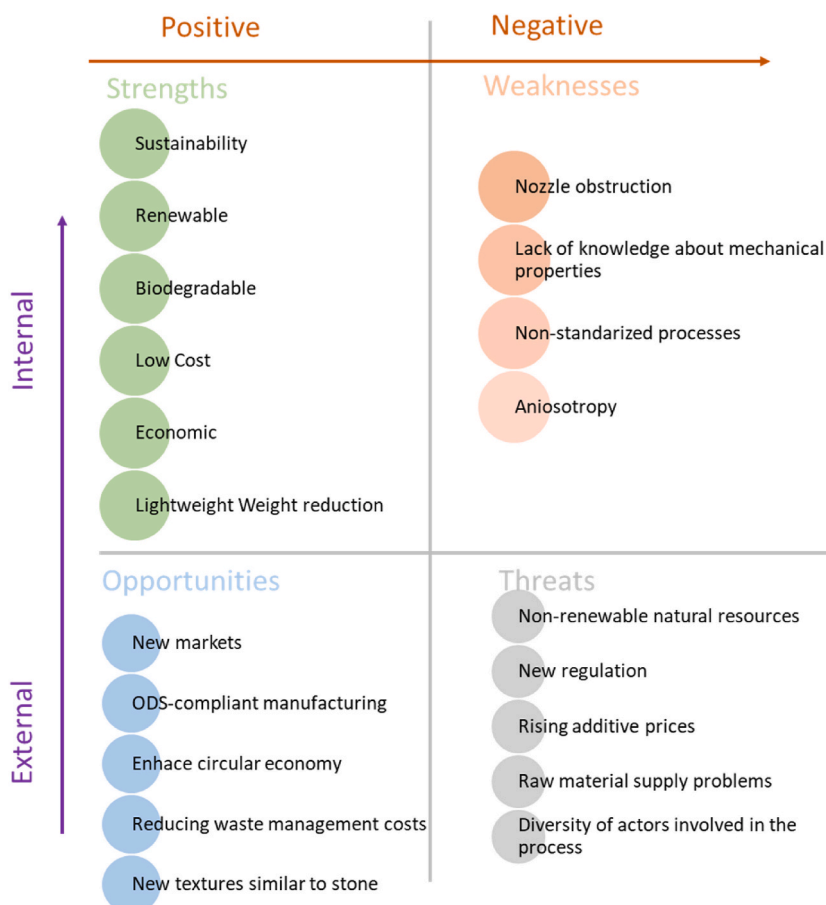 Positive
Negative
Strengths
Weaknesses
Sustainability
Renewable
Biodegradable
Low Cost
Economic
Lightweight Weight reduction
Nozzle obstruction
Lack of knowledge about mechanical
properties
Non-standarized processes
Aniosotropy
Internal
External
Opportunities
Threats
New markets
ODS-compliant manufacturing
Enhace circular economy
Reducing waste management costs
New textures similar to stone
Non-renewable natural resources
New regulation
Rising additive prices
Raw material supply problems
Diversity of actors involved in the
process